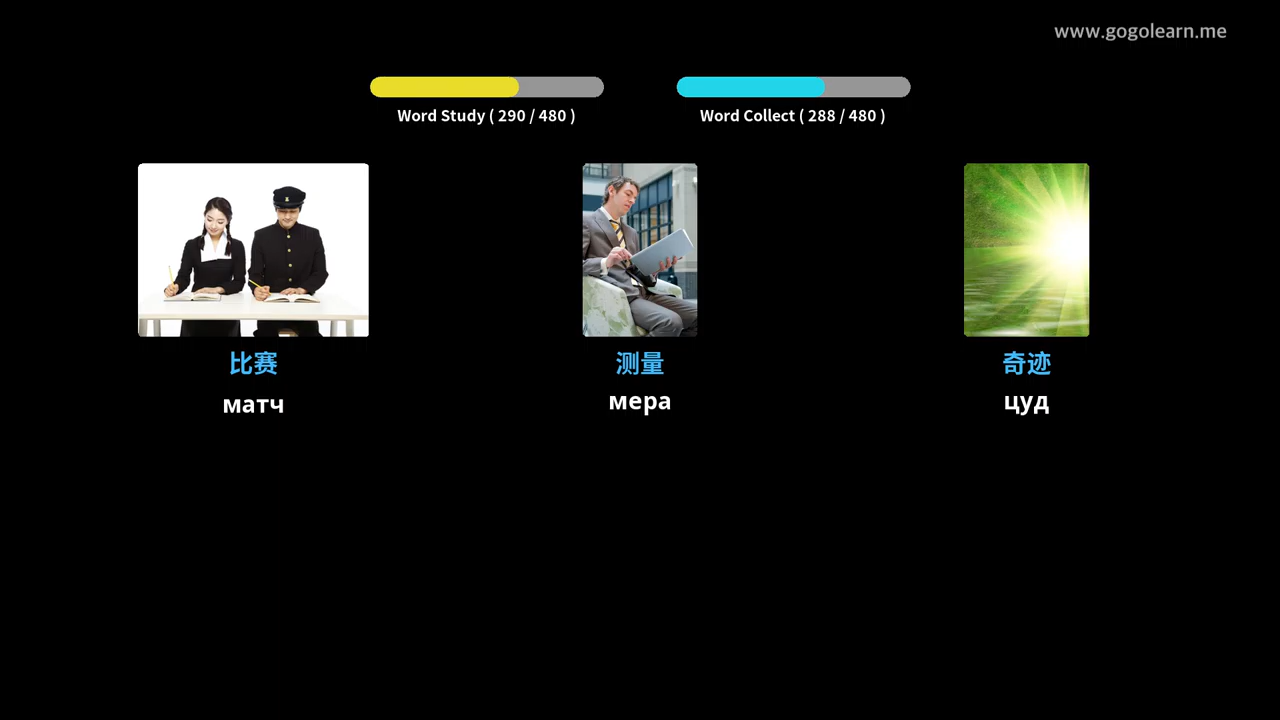 www.gogolearn.me
Word Study ( 290 / 480 )
Word Collect ( 288 / 480 )
比赛
测量
奇迹
матч
мера
цуд